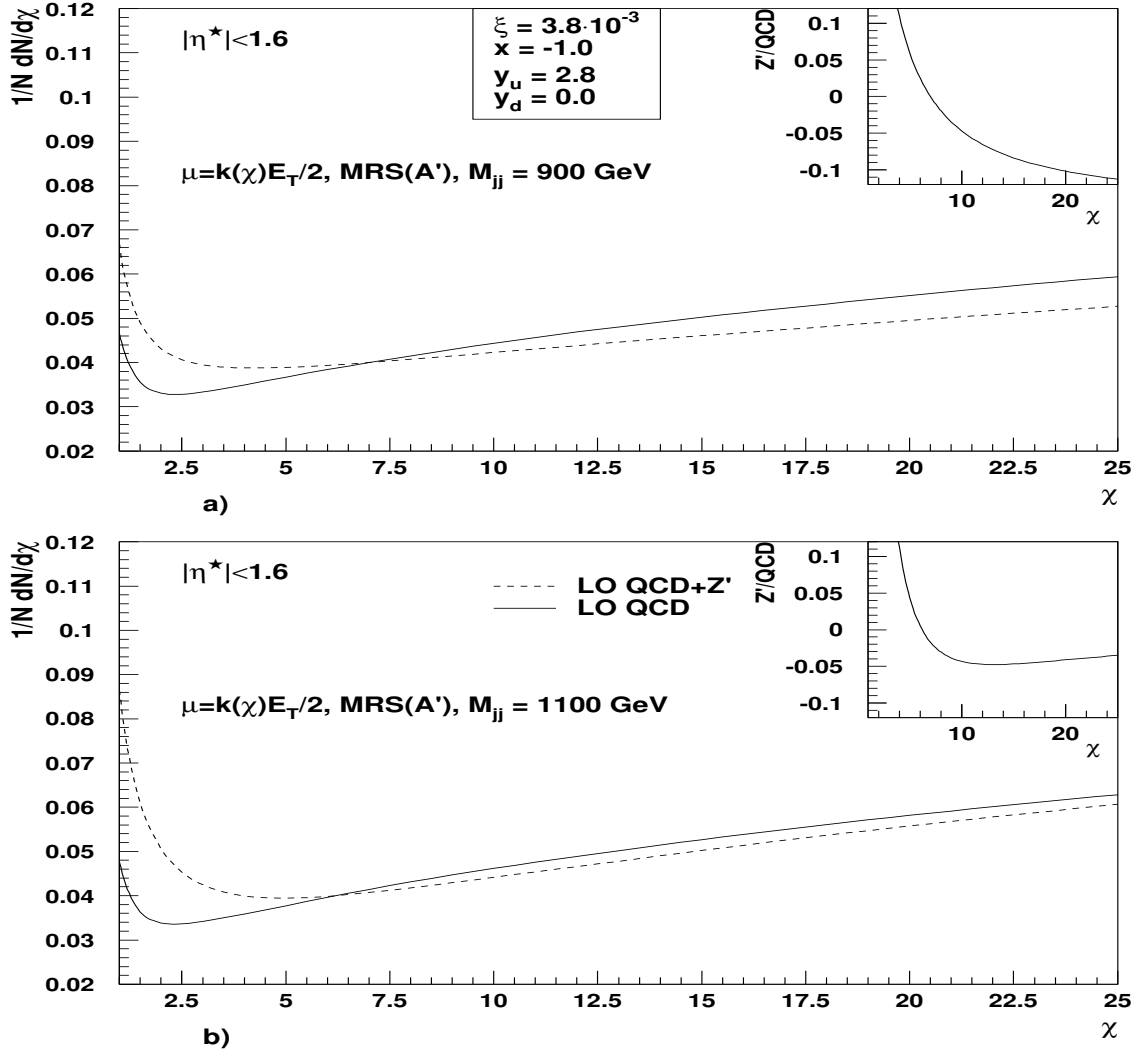 1/N dN/dχ
0.12
0.11
0.1
0.09
0.08
0.07
0.06
0.05
0.04
0.03
0.02
|η*|<1.6
ξ = 3.8·10⁻³
x = -1.0
y_u = 2.8
y_d = 0.0
μ=k(χ)E_T/2, MRS(A'), M_jj = 900 GeV
Z'/QCD
0.1
0.05
0
-0.05
-0.1
10 20
χ
2.5 5 7.5 10 12.5 15 17.5 20 22.5 25
χ
a)
1/N dN/dχ
0.12
0.11
0.1
0.09
0.08
0.07
0.06
0.05
0.04
0.03
0.02
|η*|<1.6
LO QCD+Z'
LO QCD
μ=k(χ)E_T/2, MRS(A'), M_jj = 1100 GeV
Z'/QCD
0.1
0.05
0
-0.05
-0.1
10 20
χ
2.5 5 7.5 10 12.5 15 17.5 20 22.5 25
χ
b)